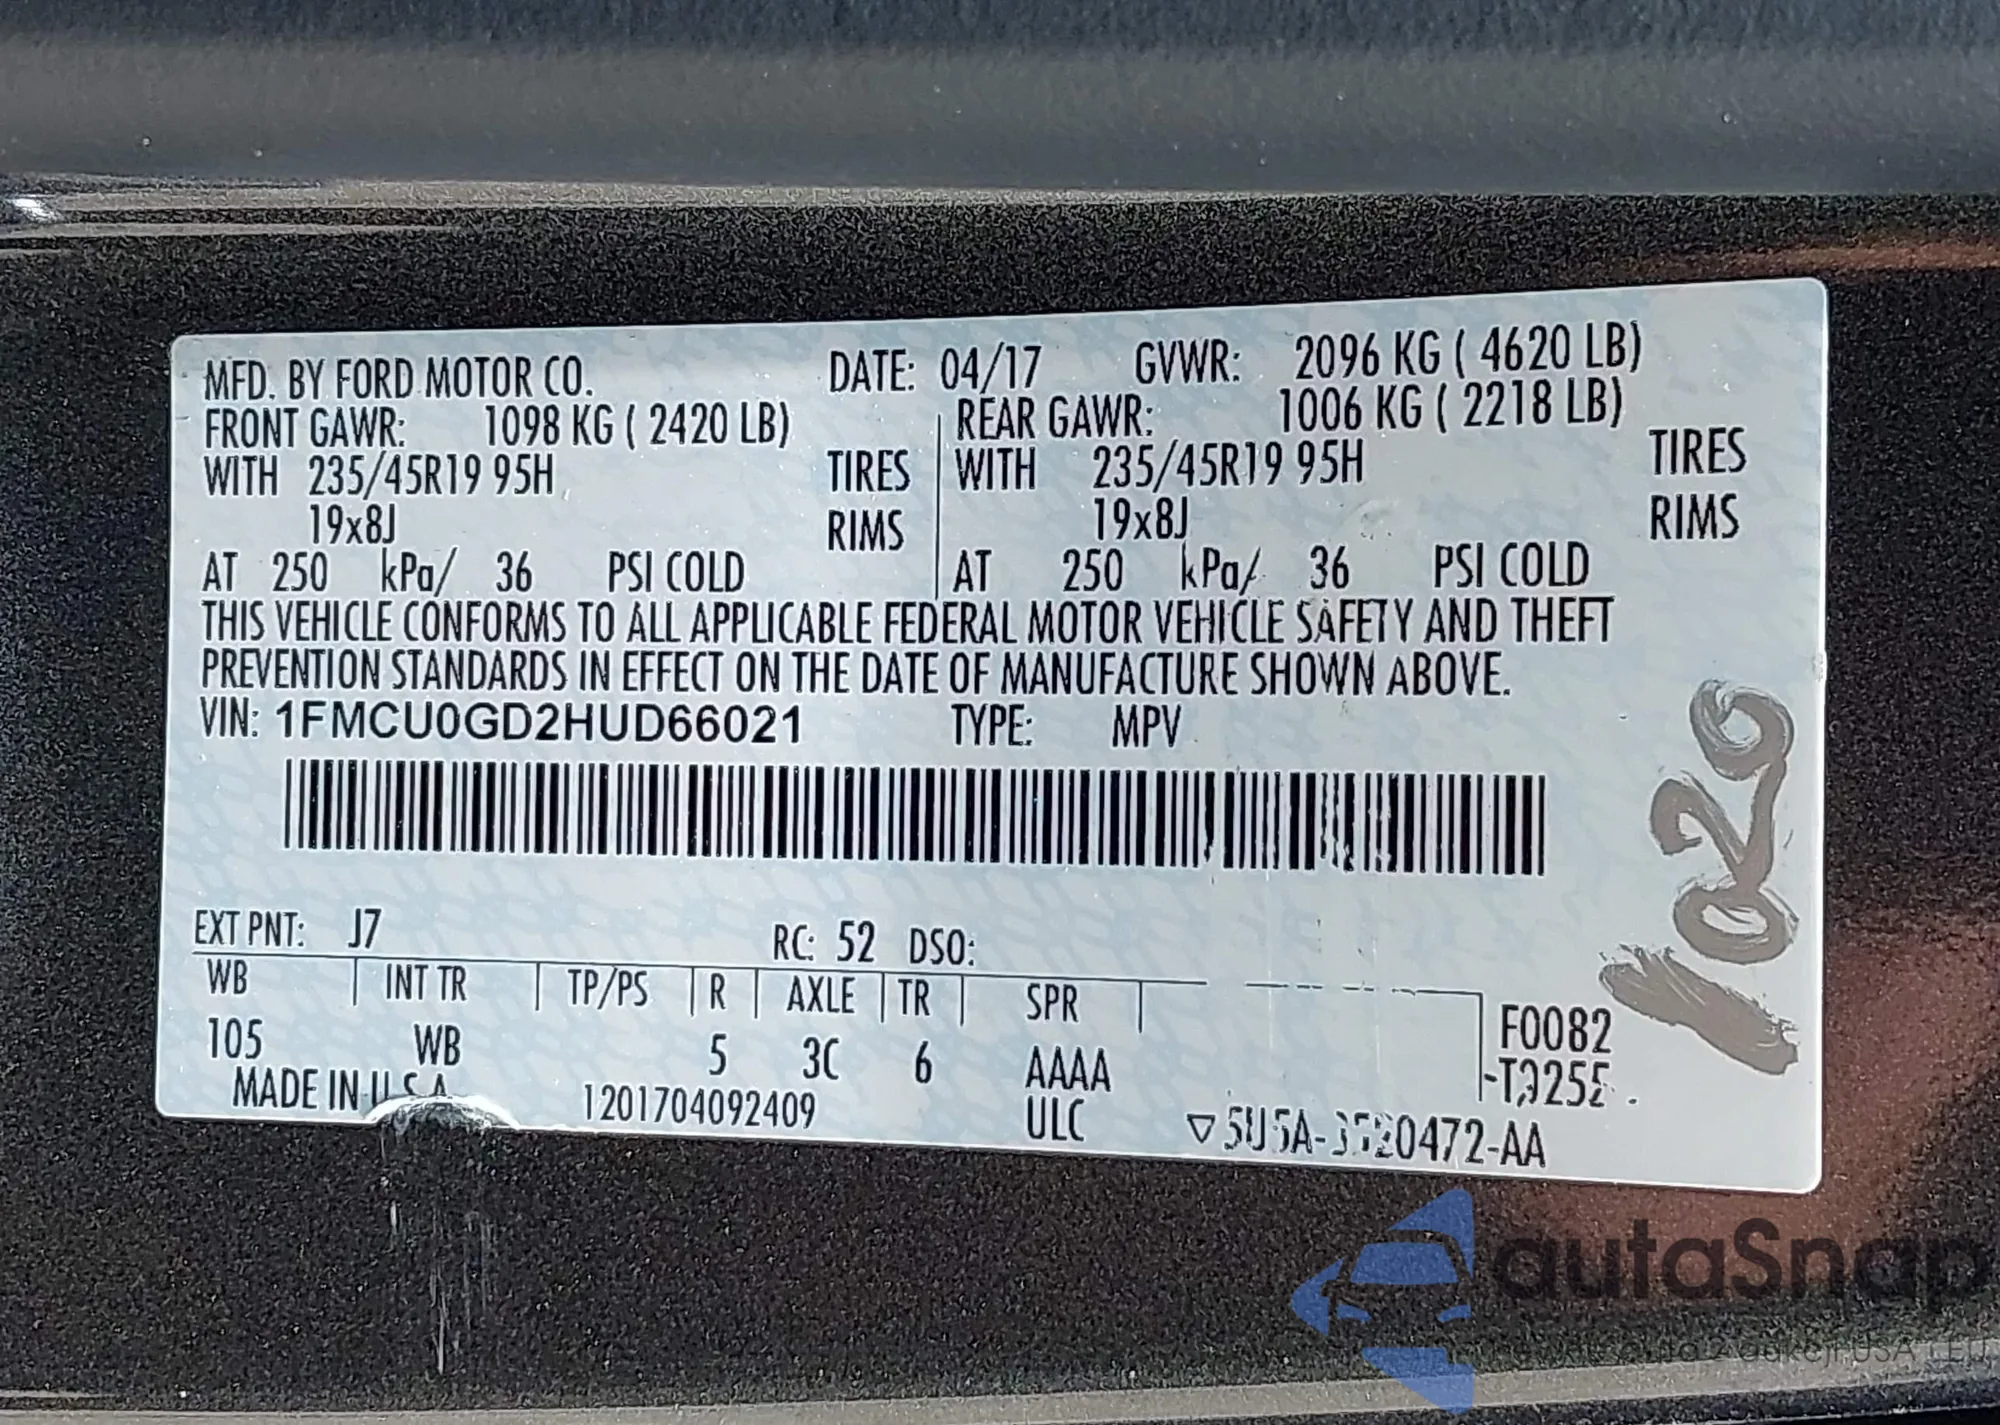 MFD. BY FORD MOTOR CO. DATE: 04/17 GVWR: 2096 KG ( 4620 LB)
FRONT GAWR: 1098 KG ( 2420 LB) REAR GAWR: 1006 KG ( 2218 LB)
WITH 235/45R19 95H TIRES WITH 235/45R19 95H TIRES
19x8J RIMS 19x8J RIMS
AT 250 kPa/ 36 PSI COLD AT 250 kPa/ 36 PSI COLD
THIS VEHICLE CONFORMS TO ALL APPLICABLE FEDERAL MOTOR VEHICLE SAFETY AND THEFT
PREVENTION STANDARDS IN EFFECT ON THE DATE OF MANUFACTURE SHOWN ABOVE.
VIN: 1FMCU0GD2HUD66021 TYPE: MPV
1020
EXT PNT: J7 RC: 52 DSO:
WB INT TR TP/PS R AXLE TR SPR
105 WB 5 3C 6 AAAA F0082
MADE IN U.S.A. 1201704092409 ULC
autaSnap